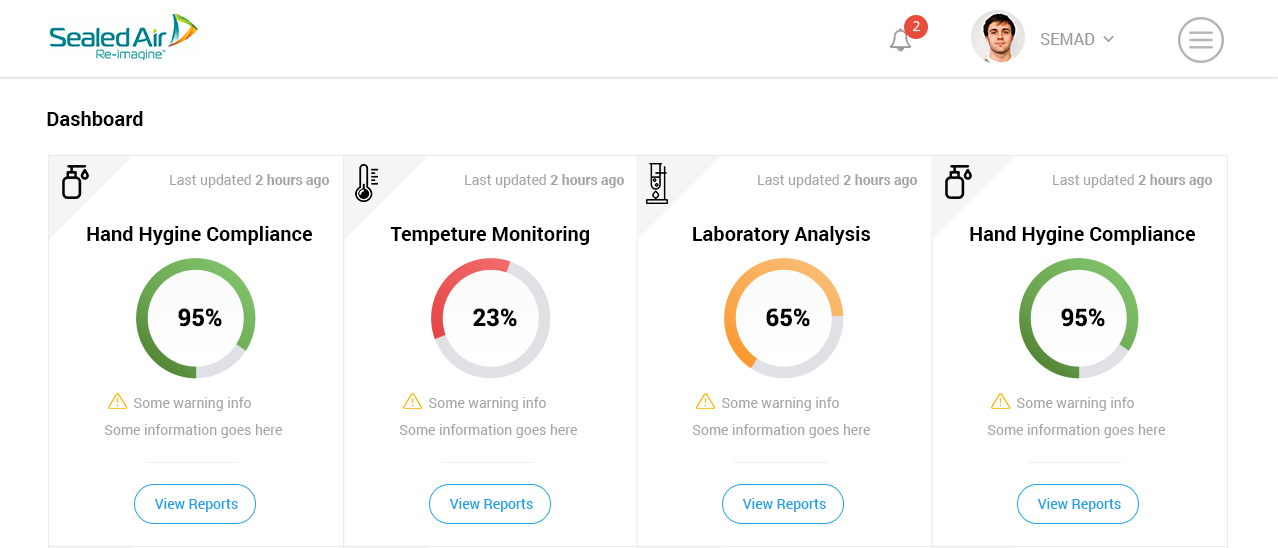 Sealed Air
Re-imagine™
2
SEMAD
Dashboard
Last updated 2 hours ago
Hand Hygine Compliance
95%
Some warning info
Some information goes here
View Reports
Last updated 2 hours ago
Tempeture Monitoring
23%
Some warning info
Some information goes here
View Reports
Last updated 2 hours ago
Laboratory Analysis
65%
Some warning info
Some information goes here
View Reports
Last updated 2 hours ago
Hand Hygine Compliance
95%
Some warning info
Some information goes here
View Reports